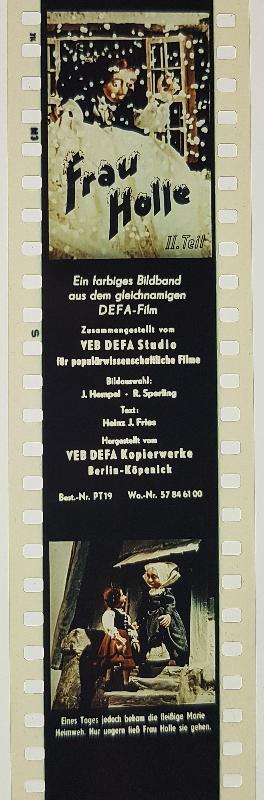 Frau
Holle
II. Teil
Ein farbiges Bildband
aus dem gleichnamigen
DEFA-Film
Zusammengestellt vom
VEB DEFA Studio
für populärwissenschaftliche Filme
Bildauswahl:
J. Hempel · R. Sperling
Text:
Heinz J. Fries
Hergestellt vom
VEB DEFA Kopierwerke
Berlin-Köpenick
Best.-Nr. PT19 Wa.-Nr. 57 84 61 00
Eines Tages jedoch bekam die fleißige Marie
Heimweh. Nur ungern ließ Frau Holle sie gehen.
S